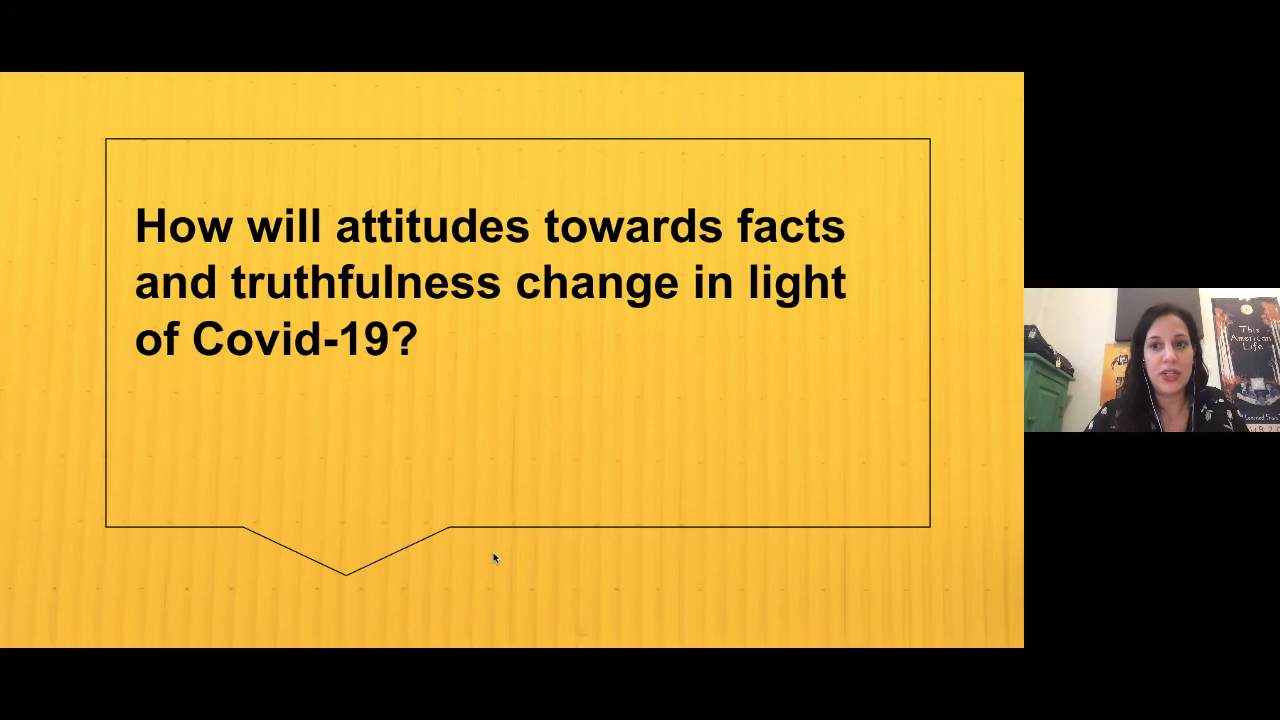 How will attitudes towards facts
and truthfulness change in light
of Covid-19?
This
American
Life